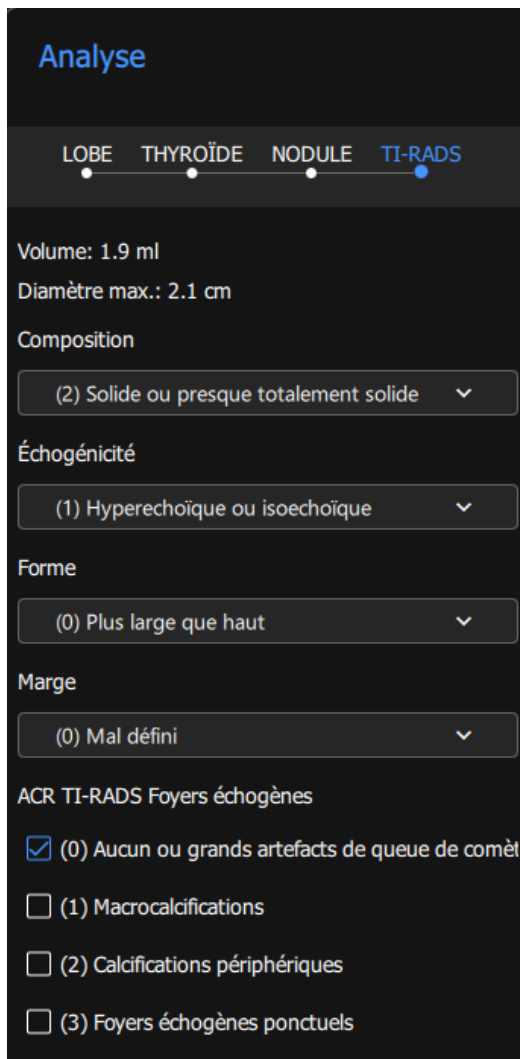 Analyse
LOBE THYROÏDE NODULE TI-RADS
Volume: 1.9 ml
Diamètre max.: 2.1 cm
Composition
(2) Solide ou presque totalement solide
Échogénicité
(1) Hyperechoïque ou isoechoïque
Forme
(0) Plus large que haut
Marge
(0) Mal défini
ACR TI-RADS Foyers échogènes
(0) Aucun ou grands artefacts de queue de comèt
(1) Macrocalcifications
(2) Calcifications périphériques
(3) Foyers échogènes ponctuels